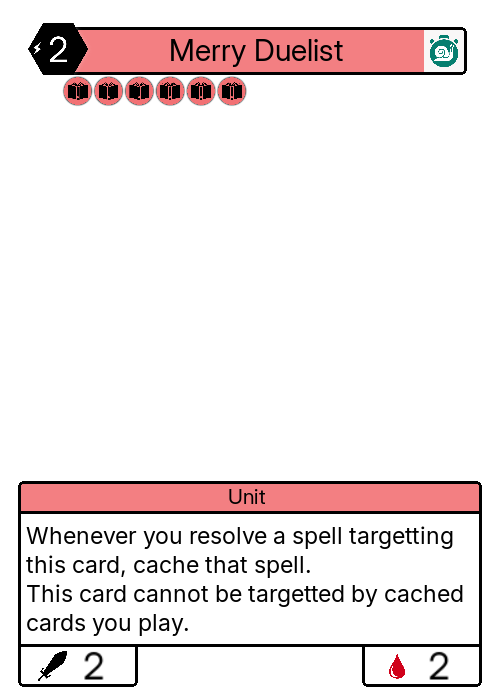 2
Merry Duelist
Unit
Whenever you resolve a spell targetting
this card, cache that spell.
This card cannot be targetted by cached
cards you play.
2
2